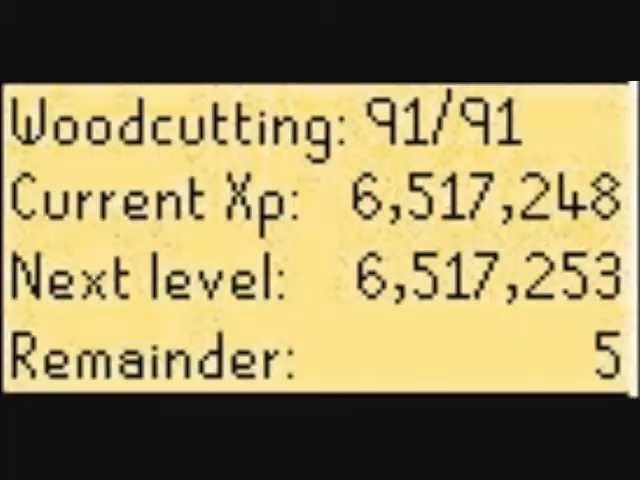 Woodcutting: 91/91
Current Xp: 6,517,248
Next level: 6,517,253
Remainder: 5